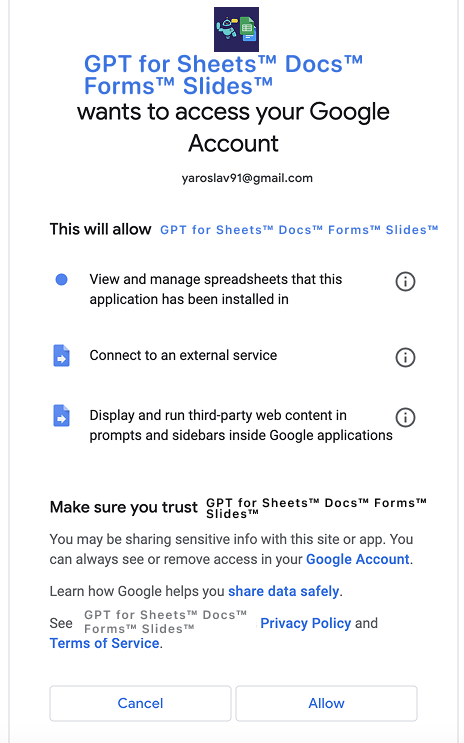 GPT for Sheets™ Docs™
Forms™ Slides™
wants to access your Google
Account
yaroslav91@gmail.com
This will allow GPT for Sheets™ Docs™ Forms™ Slides™
View and manage spreadsheets that this
application has been installed in
Connect to an external service
Display and run third-party web content in
prompts and sidebars inside Google applications
Make sure you trust GPT for Sheets™ Docs™ Forms™
Slides™
You may be sharing sensitive info with this site or app. You
can always see or remove access in your Google Account.
Learn how Google helps you share data safely.
See GPT for Sheets™ Docs™
Forms™ Slides™ Privacy Policy and
Terms of Service.
Cancel
Allow